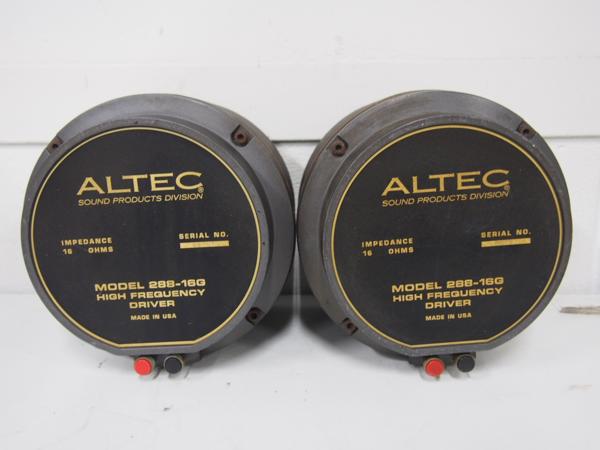 ALTEC®
SOUND PRODUCTS DIVISION
IMPEDANCE
16 OHMS
SERIAL NO.
MODEL 288-16G
HIGH FREQUENCY
DRIVER
MADE IN USA
ALTEC®
SOUND PRODUCTS DIVISION
IMPEDANCE
16 OHMS
SERIAL NO.
MODEL 288-16G
HIGH FREQUENCY
DRIVER
MADE IN USA